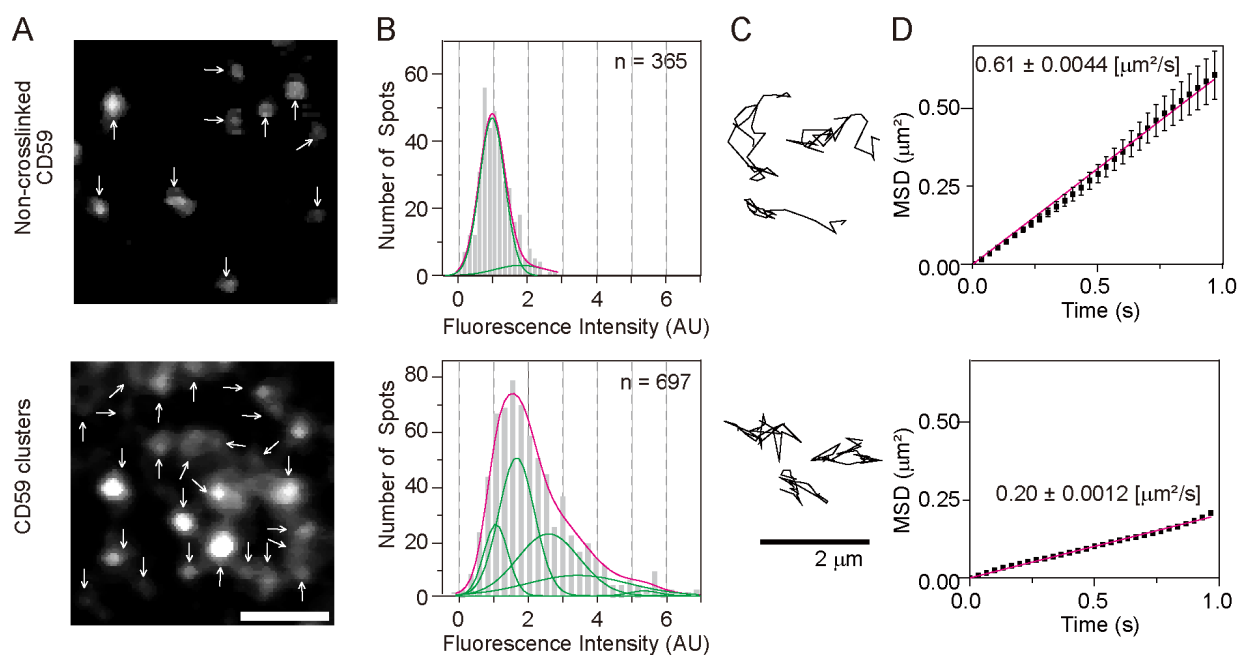 A
B
C
D
Non-crosslinked
CD59
60
40
20
0
Number of Spots
n = 365
0 2 4 6
Fluorescence Intensity (AU)
0.61 ± 0.0044 [μm²/s]
0.50
0.25
0.00
MSD (μm²)
0.0 0.5 1.0
Time (s)
CD59 clusters
80
60
40
20
0
Number of Spots
n = 697
0 2 4 6
Fluorescence Intensity (AU)
2 μm
0.50
0.25
0.00
MSD (μm²)
0.20 ± 0.0012 [μm²/s]
0.0 0.5 1.0
Time (s)